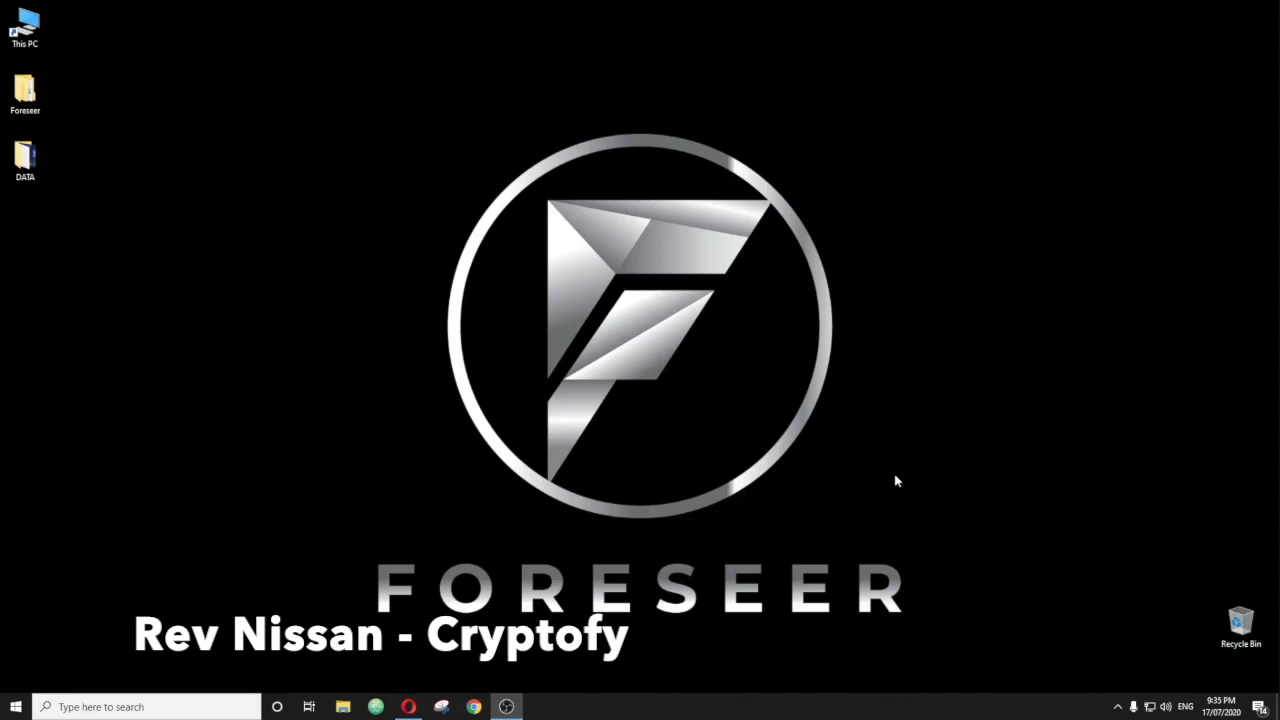 This PC
Foreseer
DATA
FORESEER
Rev Nissan - Cryptofy
Recycle Bin
Type here to search
ENG
9:35 PM
17/07/2020
14